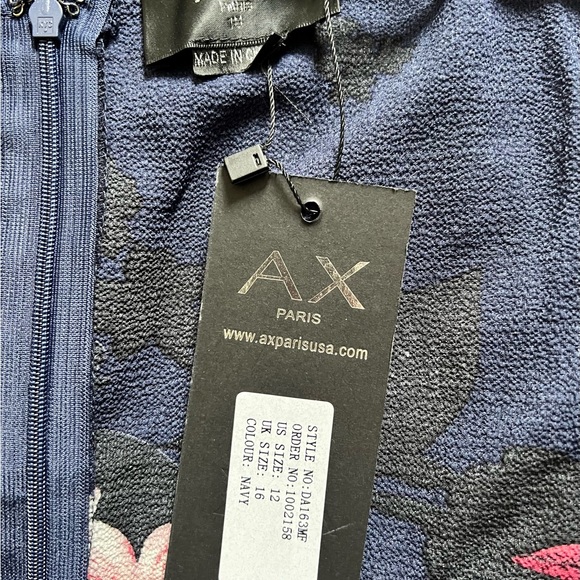 MADE IN
AX
PARIS
www.axparisusa.com
STYLE NO:DA163MF
ORDER NO:1002158
US SIZE: 12
UK SIZE: 16
COLOUR: NAVY